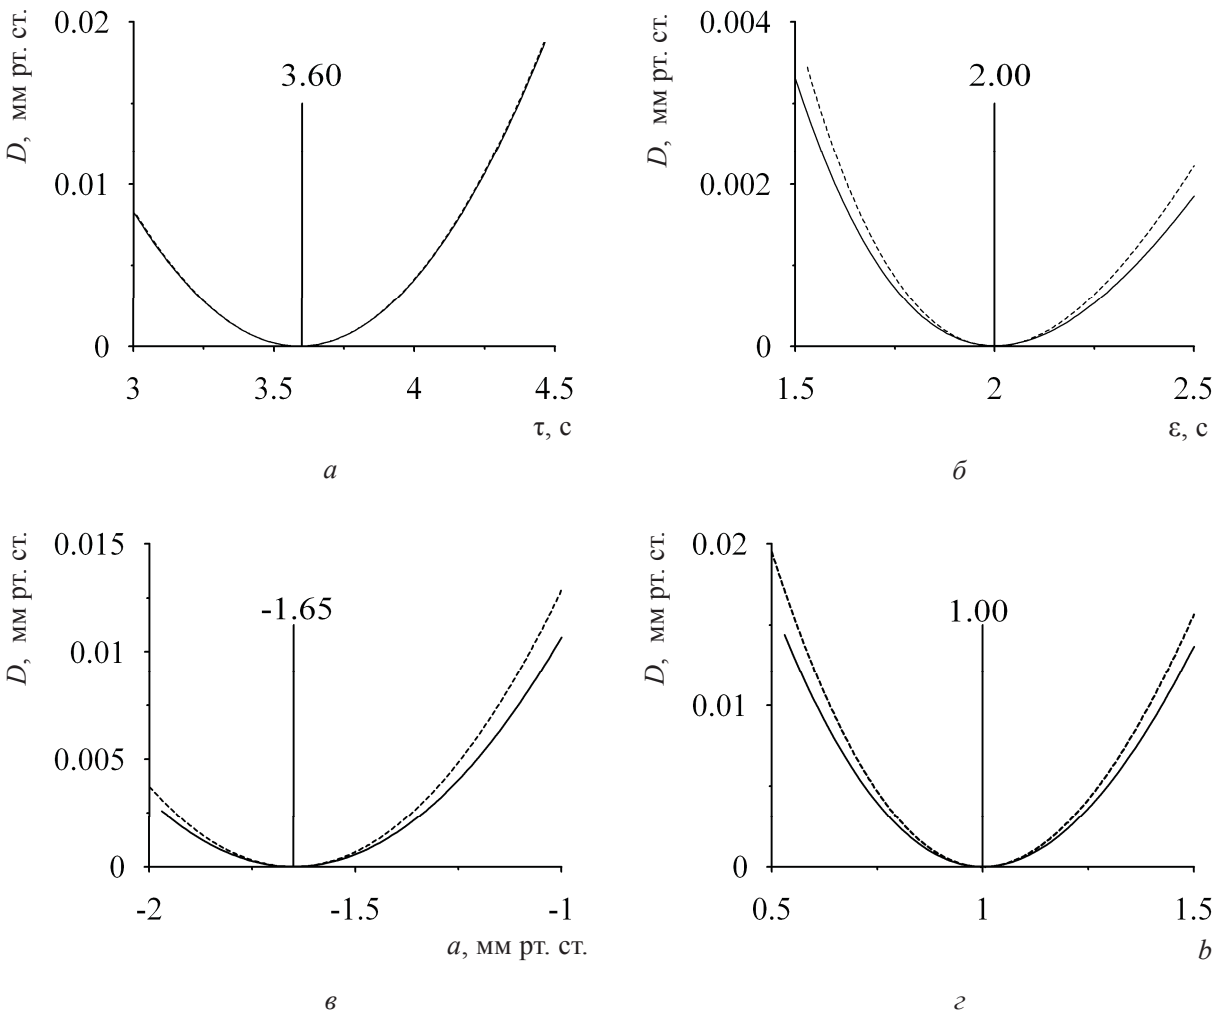 D, мм рт. ст.
0.02
0.01
0
3.60
3 3.5 4 4.5
τ, с
а
D, мм рт. ст.
0.004
0.002
0
2.00
1.5 2 2.5
ε, с
б
D, мм рт. ст.
0.015
0.01
0.005
0
-1.65
-2 -1.5 -1
a, мм рт. ст.
в
D, мм рт. ст.
0.02
0.01
0
1.00
0.5 1 1.5
b
г